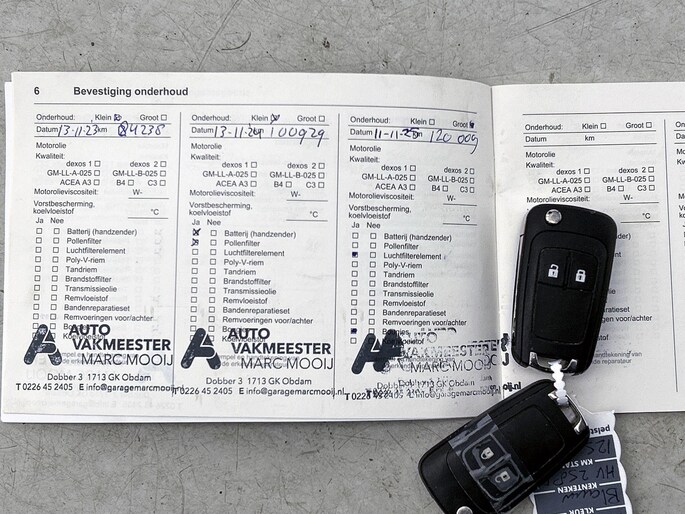 6 Bevestiging onderhoud
Onderhoud: Klein ☒ Groot ☐
Datum 13-11-23 km 84238
Motorolie
Kwaliteit:
dexos 1 ☐ dexos 2 ☐
GM-LL-A-025 ☐ GM-LL-B-025 ☐
ACEA A3 ☐ B4 ☐ C3 ☐
Motorolieviscositeit: W-
Vorstbescherming,
koelvloeistof °C
Ja Nee
☐ ☐ Batterij (handzender)
☐ ☐ Pollenfilter
☐ ☐ Luchtfilterelement
☐ ☐ Poly-V-riem
☐ ☐ Tandriem
☐ ☐ Brandstoffilter
☐ ☐ Transmissieolie
☐ ☐ Remvloeistof
☐ ☐ Bandenreparatieset
☐ ☐ Remvoeringen voor/achter
AUTO
VAKMEESTER
MARC MOOIJ
Dobber 3 1713 GK Obdam
T 0226 45 2405 E info@garagemarcmooij.nl
Onderhoud: Klein ☒ Groot ☐
Datum 13-11-24 km 100929
Motorolie
Kwaliteit:
dexos 1 ☐ dexos 2 ☐
GM-LL-A-025 ☐ GM-LL-B-025 ☐
ACEA A3 ☐ B4 ☐ C3 ☐
Motorolieviscositeit: W-
Vorstbescherming,
koelvloeistof °C
Ja Nee
☒ ☐ Batterij (handzender)
☒ ☐ Pollenfilter
☐ ☐ Luchtfilterelement
☐ ☐ Poly-V-riem
☐ ☐ Tandriem
☐ ☐ Brandstoffilter
☐ ☐ Transmissieolie
☐ ☐ Remvloeistof
☐ ☐ Bandenreparatieset
☐ ☐ Remvoeringen voor/achter
AUTO
VAKMEESTER
MARC MOOIJ
Dobber 3 1713 GK Obdam
T 0226 45 2405 E info@garagemarcmooij.nl
Onderhoud: Klein ☐ Groot ☒
Datum 11-11-25 km 120 009
Motorolie
Kwaliteit:
dexos 1 ☐ dexos 2 ☐
GM-LL-A-025 ☐ GM-LL-B-025 ☐
ACEA A3 ☐ B4 ☐ C3 ☐
Motorolieviscositeit: W-
Vorstbescherming,
koelvloeistof °C
Ja Nee
☐ ☐ Batterij (handzender)
☐ ☐ Pollenfilter
☒ ☐ Luchtfilterelement
☐ ☐ Poly-V-riem
☐ ☐ Tandriem
☐ ☐ Brandstoffilter
☐ ☐ Transmissieolie
☐ ☐ Remvloeistof
☐ ☐ Bandenreparatieset
☐ ☐ Remvoeringen voor/achter
VAKMEESTER
MARC MOOIJ
Dobber 3 1713 GK Obdam
Onderhoud: Klein ☐ Groot ☐
Datum km
Motorolie
Kwaliteit:
dexos 1 ☐ dexos 2 ☐
GM-LL-A-025 ☐ GM-LL-B-025 ☐
ACEA A3 ☐ B4 ☐ C3 ☐
W-
°C
KM STAND
KENTEKEN
KLEUR
Blauw